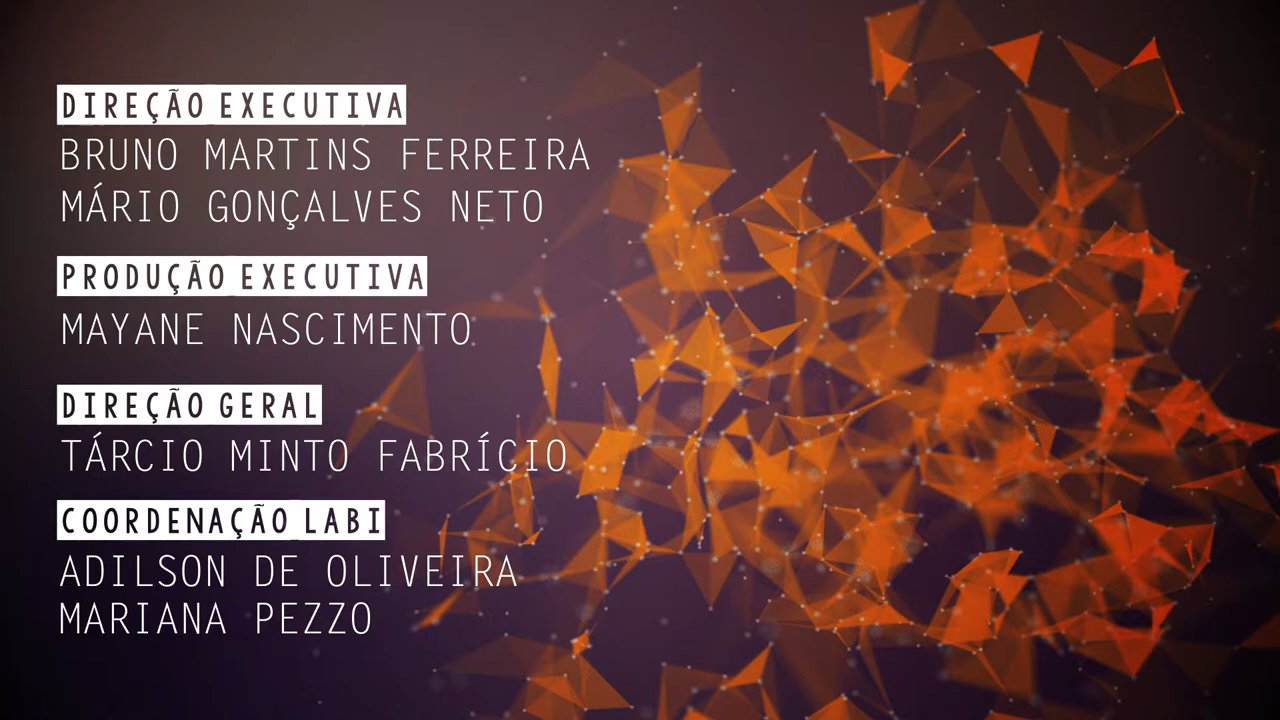 DIREÇÃO EXECUTIVA
BRUNO MARTINS FERREIRA
MÁRIO GONÇALVES NETO
PRODUÇÃO EXECUTIVA
MAYANE NASCIMENTO
DIREÇÃO GERAL
TÁRCIO MINTO FABRÍCIO
COORDENAÇÃO LABI
ADILSON DE OLIVEIRA
MARIANA PEZZO